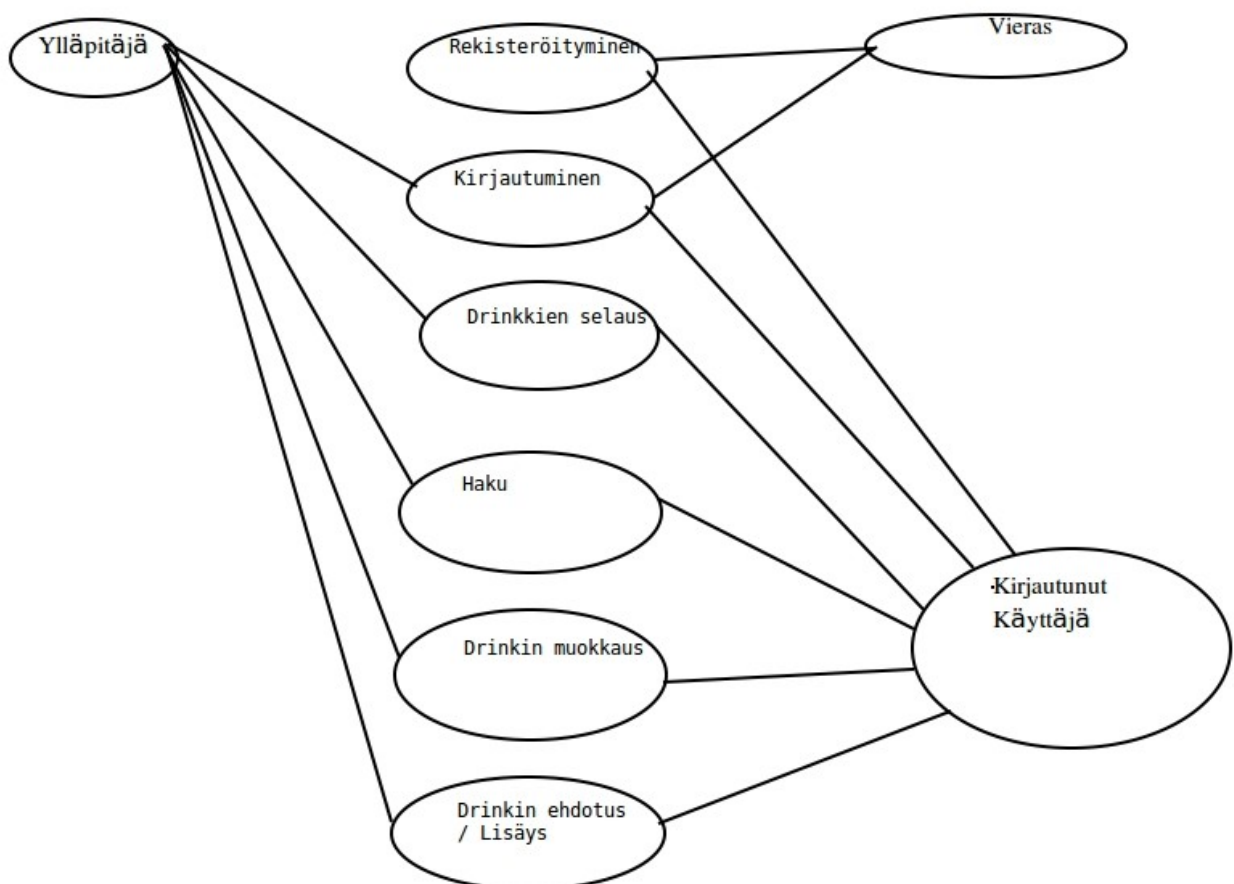 Ylläpitäjä
Rekisteröityminen
Vieras
Kirjautuminen
Drinkkien selaus
Haku
Kirjautunut
Käyttäjä
Drinkin muokkaus
Drinkin ehdotus
/ Lisäys